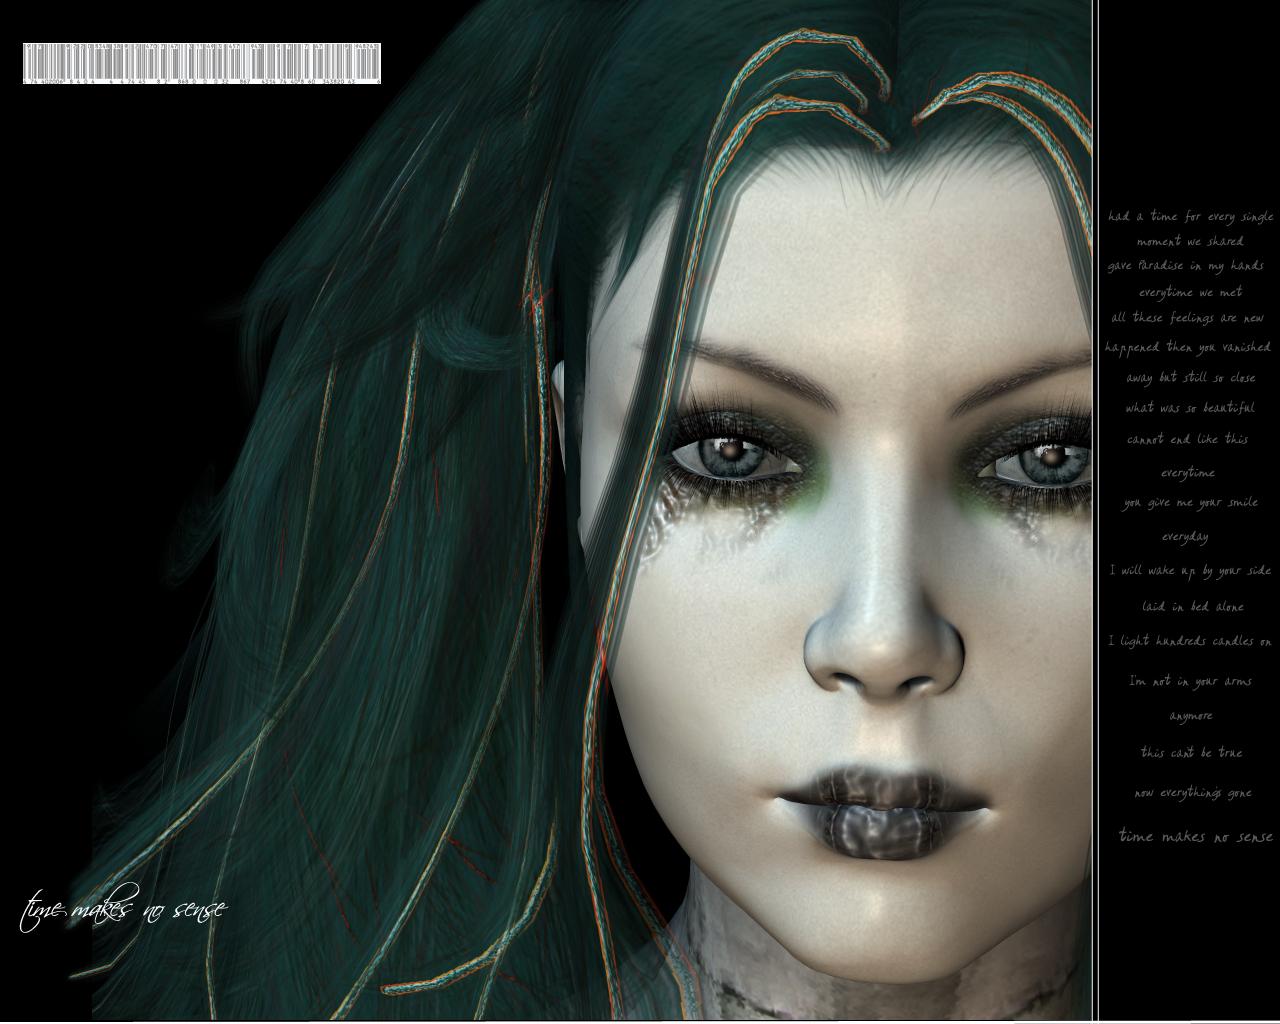 had a time for every single
moment we shared
gave Paradise in my hands
everytime we met
all these feelings are new
happened then you vanished
away but still so close
what was so beautiful
cannot end like this
everytime
you give me your smile
everyday
I will wake up by your side
laid in bed alone
I light hundreds candles on
I'm not in your arms
anymore
this can't be true
now everything's gone
time makes no sense
time makes no sense